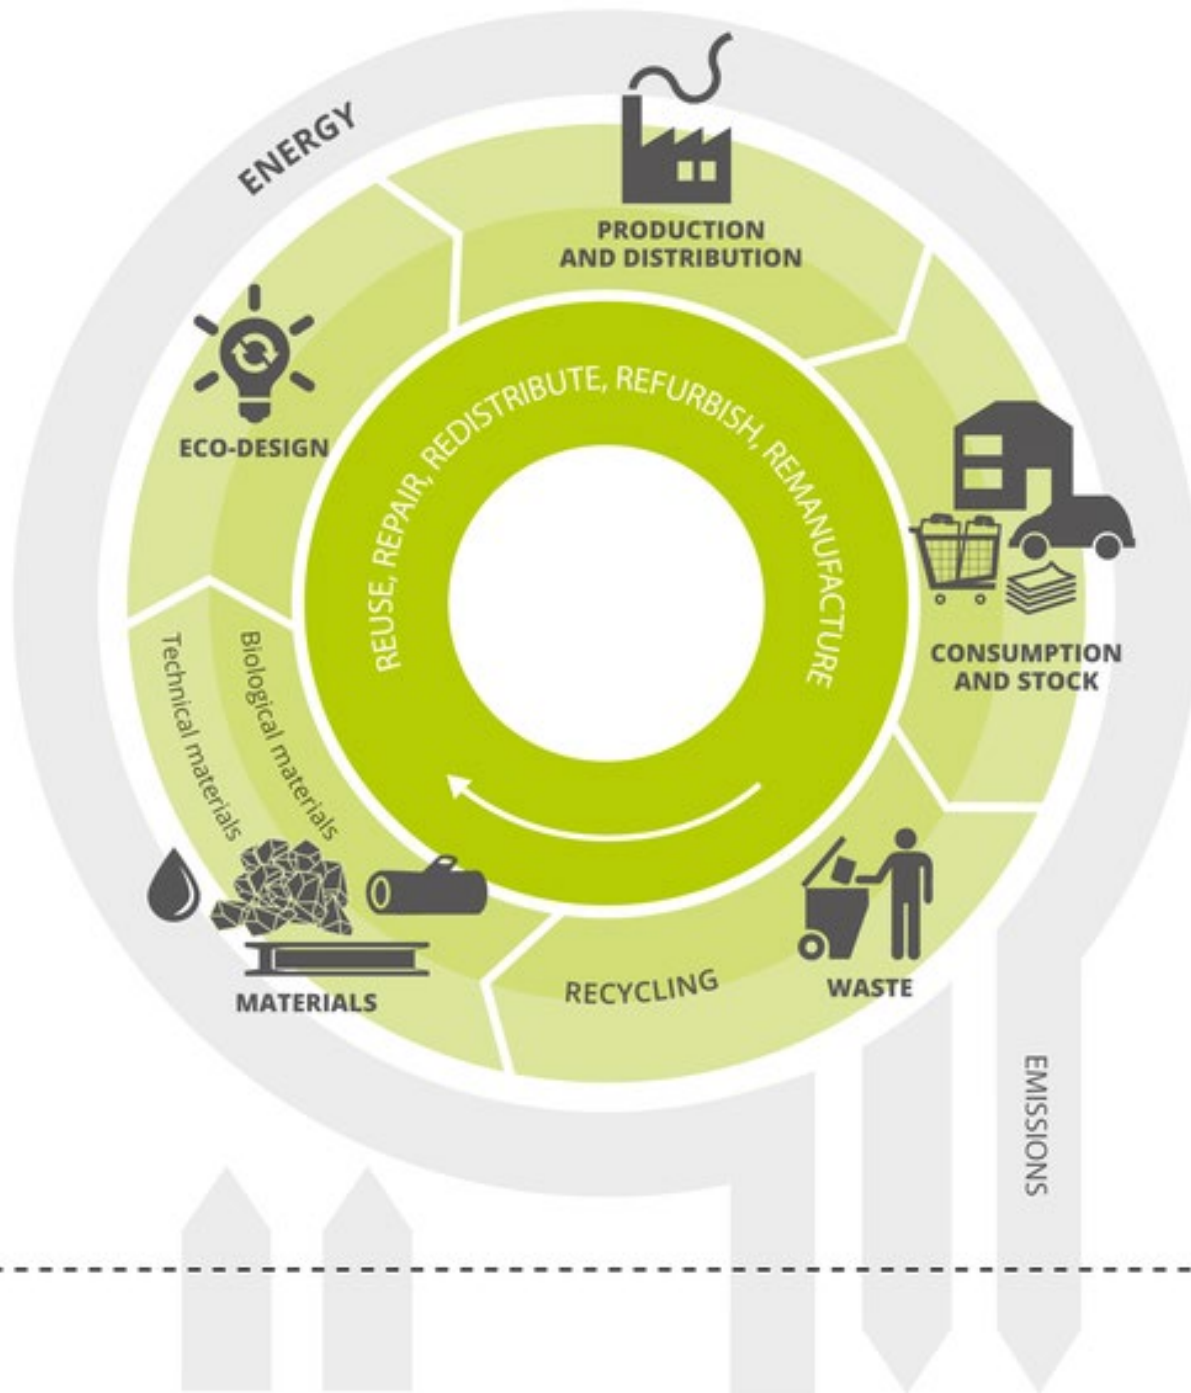 ENERGY
PRODUCTION
AND DISTRIBUTION
ECO-DESIGN
REUSE, REPAIR, REDISTRIBUTE, REFURBISH, REMANUFACTURE
CONSUMPTION
AND STOCK
Technical materials
Biological materials
MATERIALS
RECYCLING
WASTE
EMISSIONS